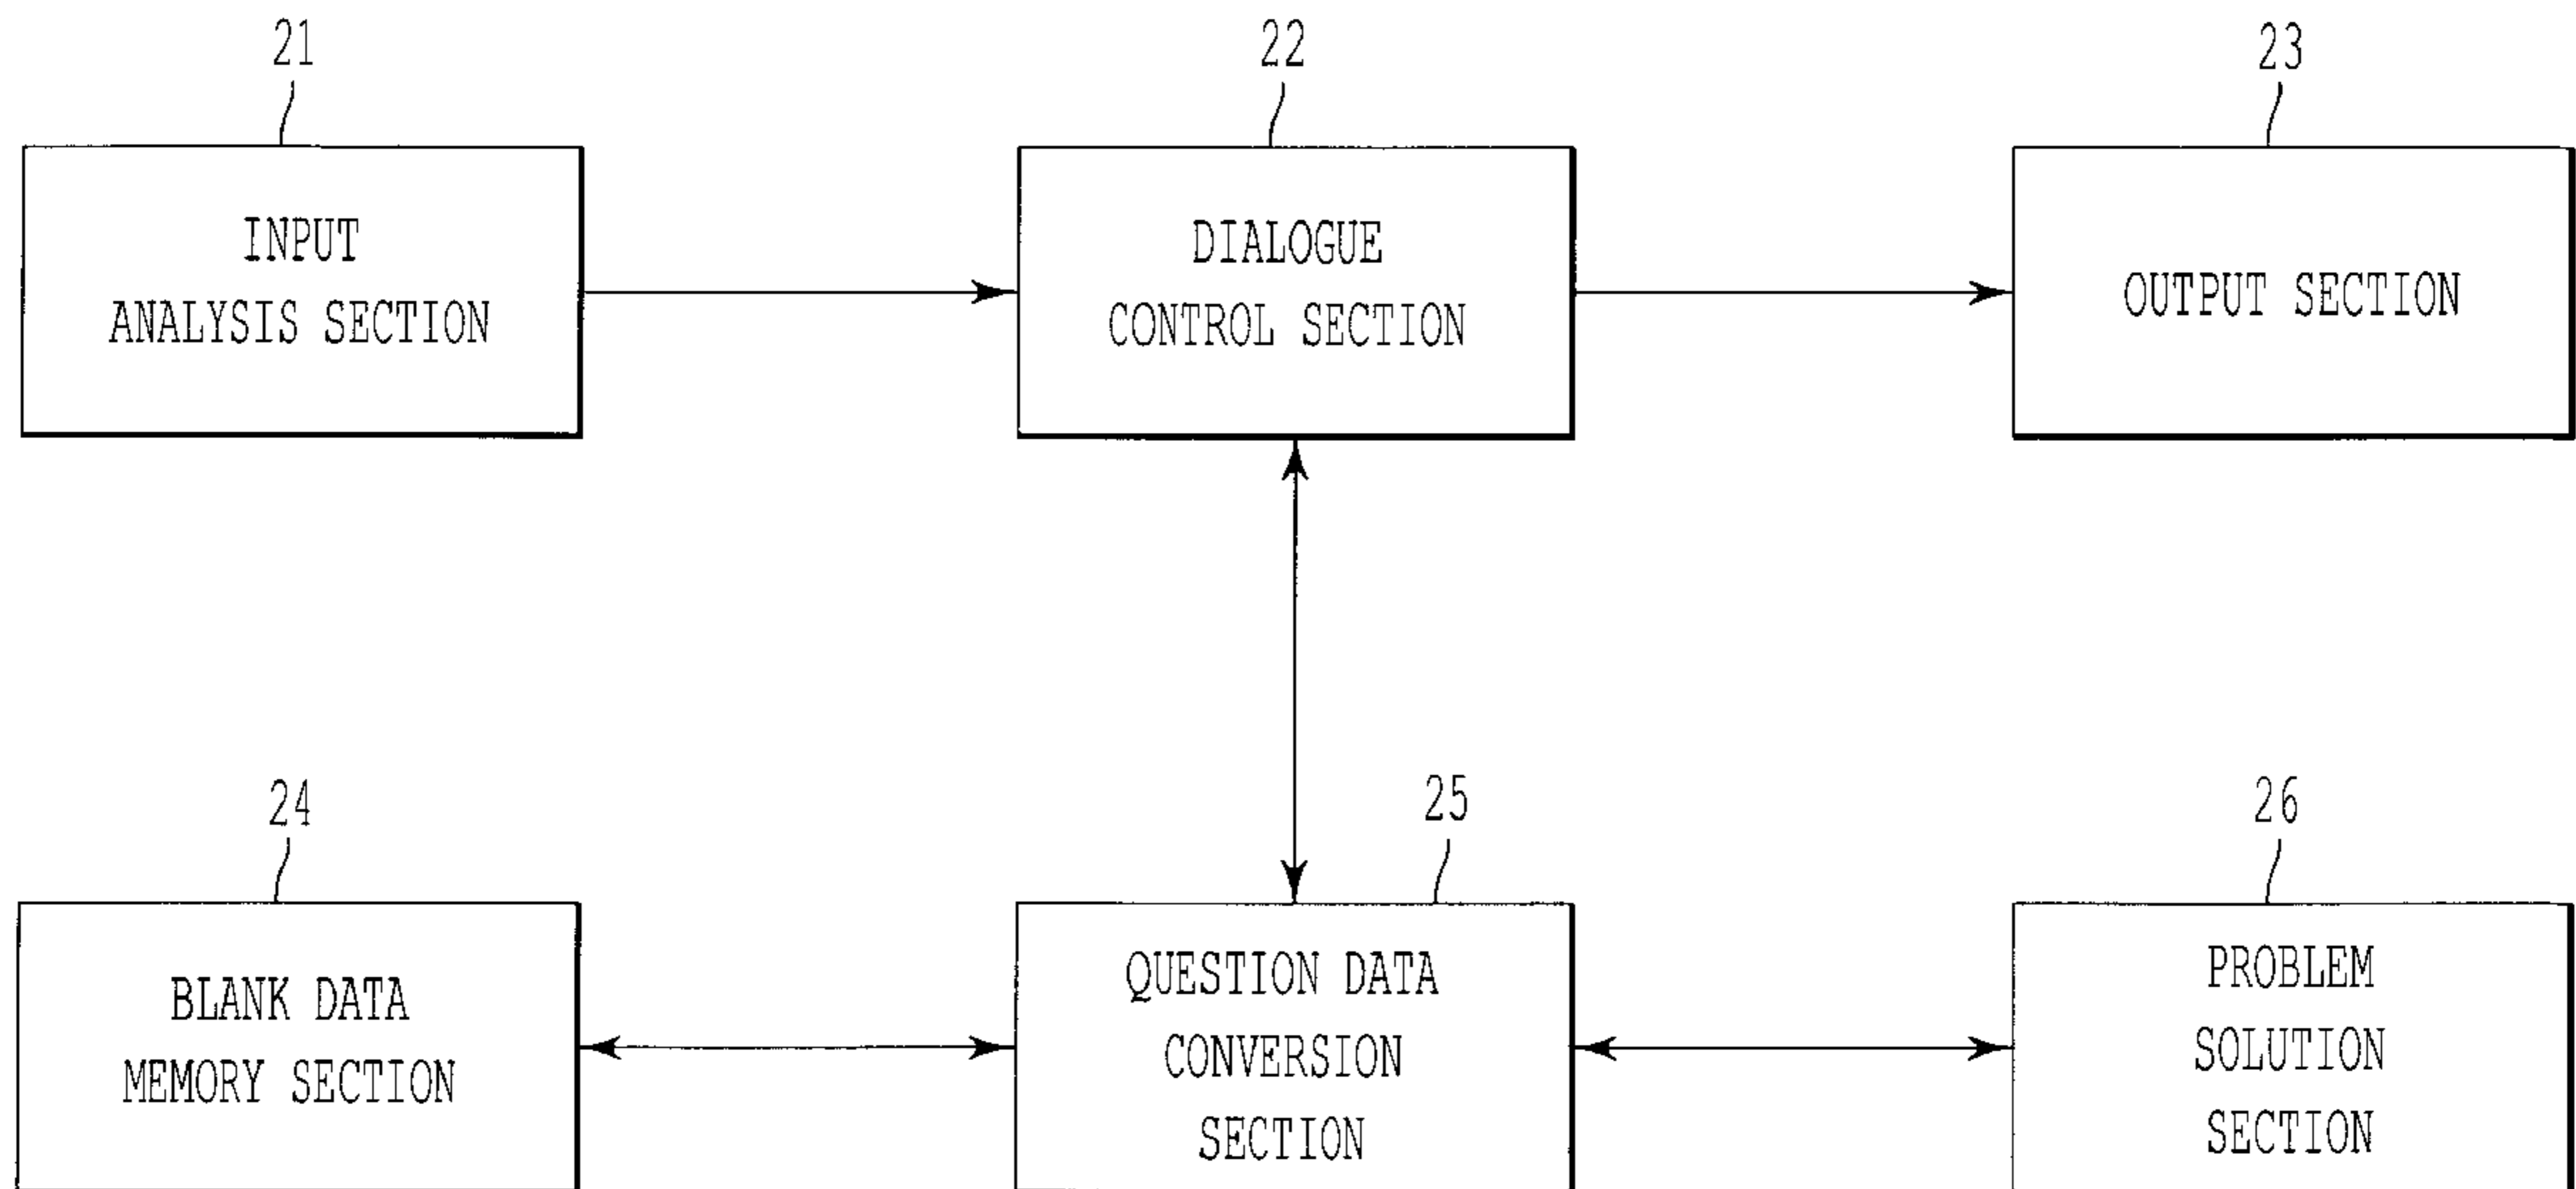 21
22
23
INPUT
ANALYSIS SECTION
DIALOGUE
CONTROL SECTION
OUTPUT SECTION
24
25
26
BLANK DATA
MEMORY SECTION
QUESTION DATA
CONVERSION
SECTION
PROBLEM
SOLUTION
SECTION